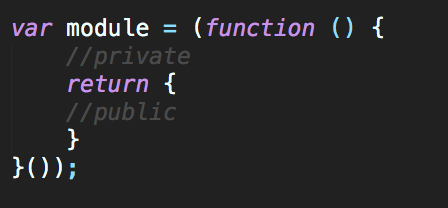 var module = (function () {
    //private
    return {
    //public
    }
}());